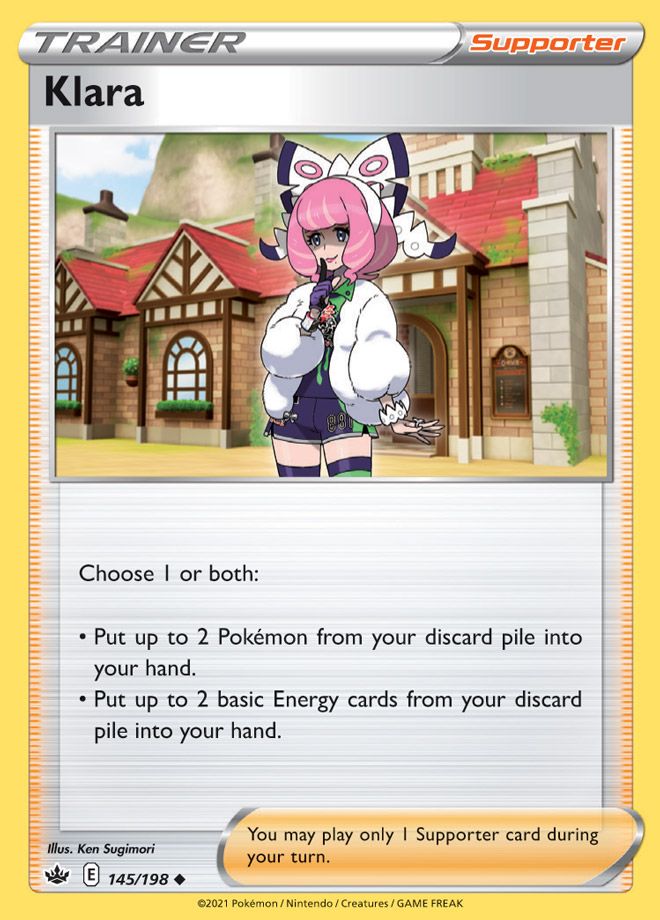 TRAINER Supporter
Klara
Choose 1 or both:
• Put up to 2 Pokémon from your discard pile into
your hand.
• Put up to 2 basic Energy cards from your discard
pile into your hand.
You may play only 1 Supporter card during
your turn.
Illus. Ken Sugimori
E 145/198
©2021 Pokémon / Nintendo / Creatures / GAME FREAK